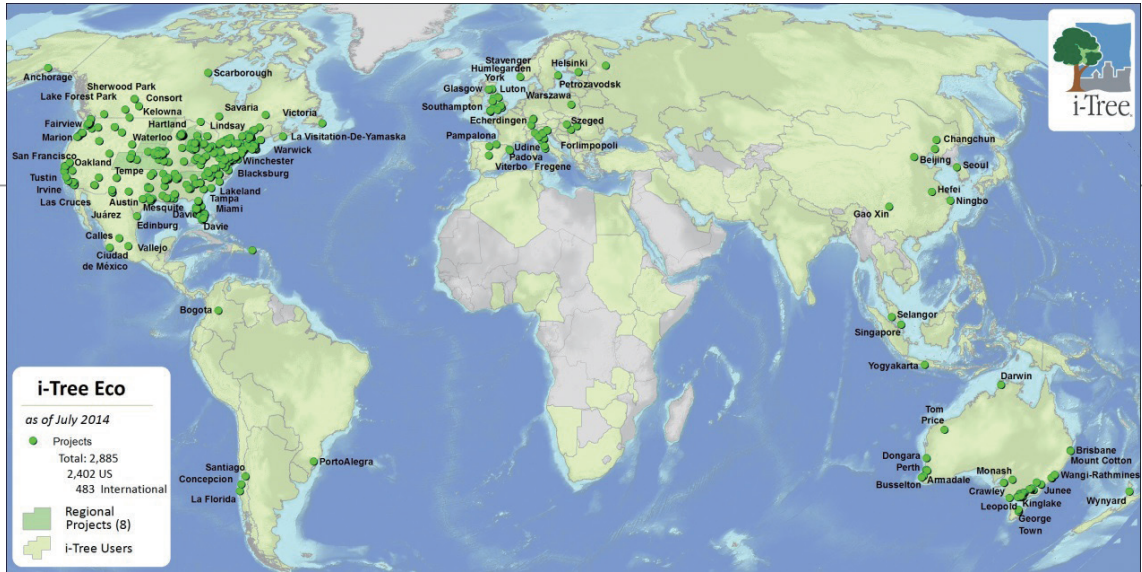 i-Tree
Anchorage
Scarborough
Sherwood Park
Lake Forest Park
Consort
Kelowna
Savaria
Victoria
Fairview
Hartland
Lindsay
Marion
Waterloo
La Visitation-De-Yamaska
Warwick
San Francisco
Oakland
Winchester
Tempe
Blacksburg
Tustin
Irvine
Lakeland
Las Cruces
Austin
Mesquite
Tampa
Miami
Juárez
Davie
Edinburg
Davie
Calles
Vallejo
Ciudad
de México
Bogota
Santiago
Concepcion
La Florida
PortoAlegra
Stavenger
Humlegarden
Helsinki
York
Glasgow
Luton
Petrozavodsk
Warszawa
Southampton
Echerdingen
Szeged
Pampalona
Udine
Forlimpopoli
Padova
Viterbo
Fregene
Changchun
Beijing
Seoul
Hefei
Ningbo
Gao Xin
Selangor
Singapore
Yogyakarta
Darwin
Tom
Price
Dongara
Perth
Busselton
Armadale
Brisbane
Mount Cotton
Monash
Wangi-Rathmines
Crawley
Junee
Leopold
Kinglake
Wynyard
George
Town
i-Tree Eco
as of July 2014
Projects
Total: 2,885
2,402 US
483 International
Regional
Projects (8)
i-Tree Users